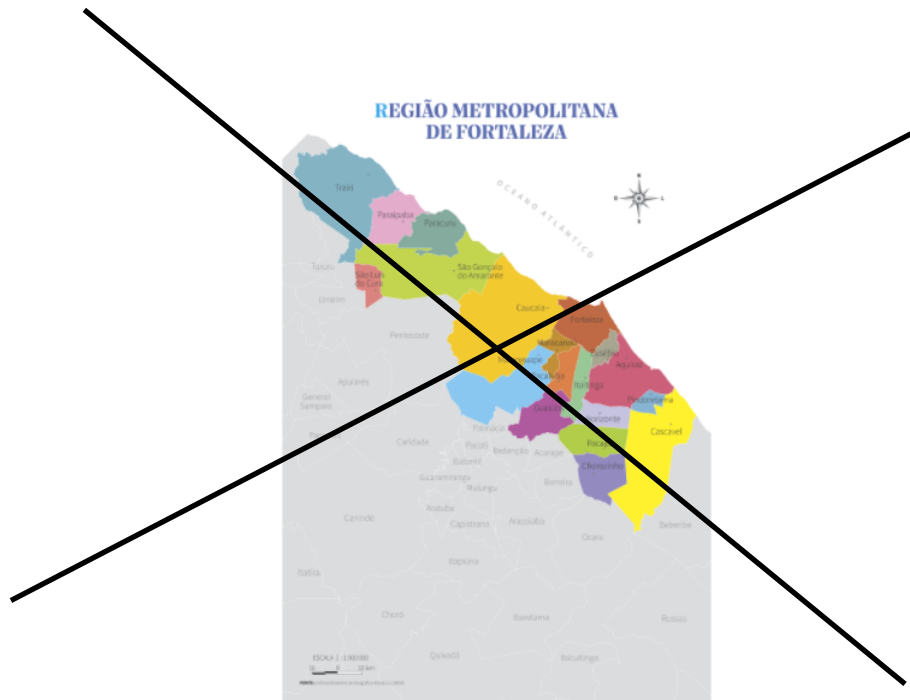 REGIÃO METROPOLITANA
DE FORTALEZA
OCEANO ATLÂNTICO
N
O
L
S
Trairi
Paraipaba
Paracuru
São Gonçalo
do Amarante
São Luís
do Curu
Tururu
Umirim
Caucaia
Fortaleza
Pentecoste
Maracanaú
Eusébio
Aquiraz
Itaitinga
Apuiarés
General
Sampaio
Pindoretama
Guaiúba
Horizonte
Cascavel
Palmácia
Pacajus
Caridade
Pacoti
Redenção
Acarape
Chorozinho
Guaramiranga
Mulungu
Barreira
Aratuba
Canindé
Capistrano
Aracoiaba
Beberibe
Ocara
Itapiúna
Itatira
Choró
Ibaretama
Russas
Quixadá
Ibicuitinga